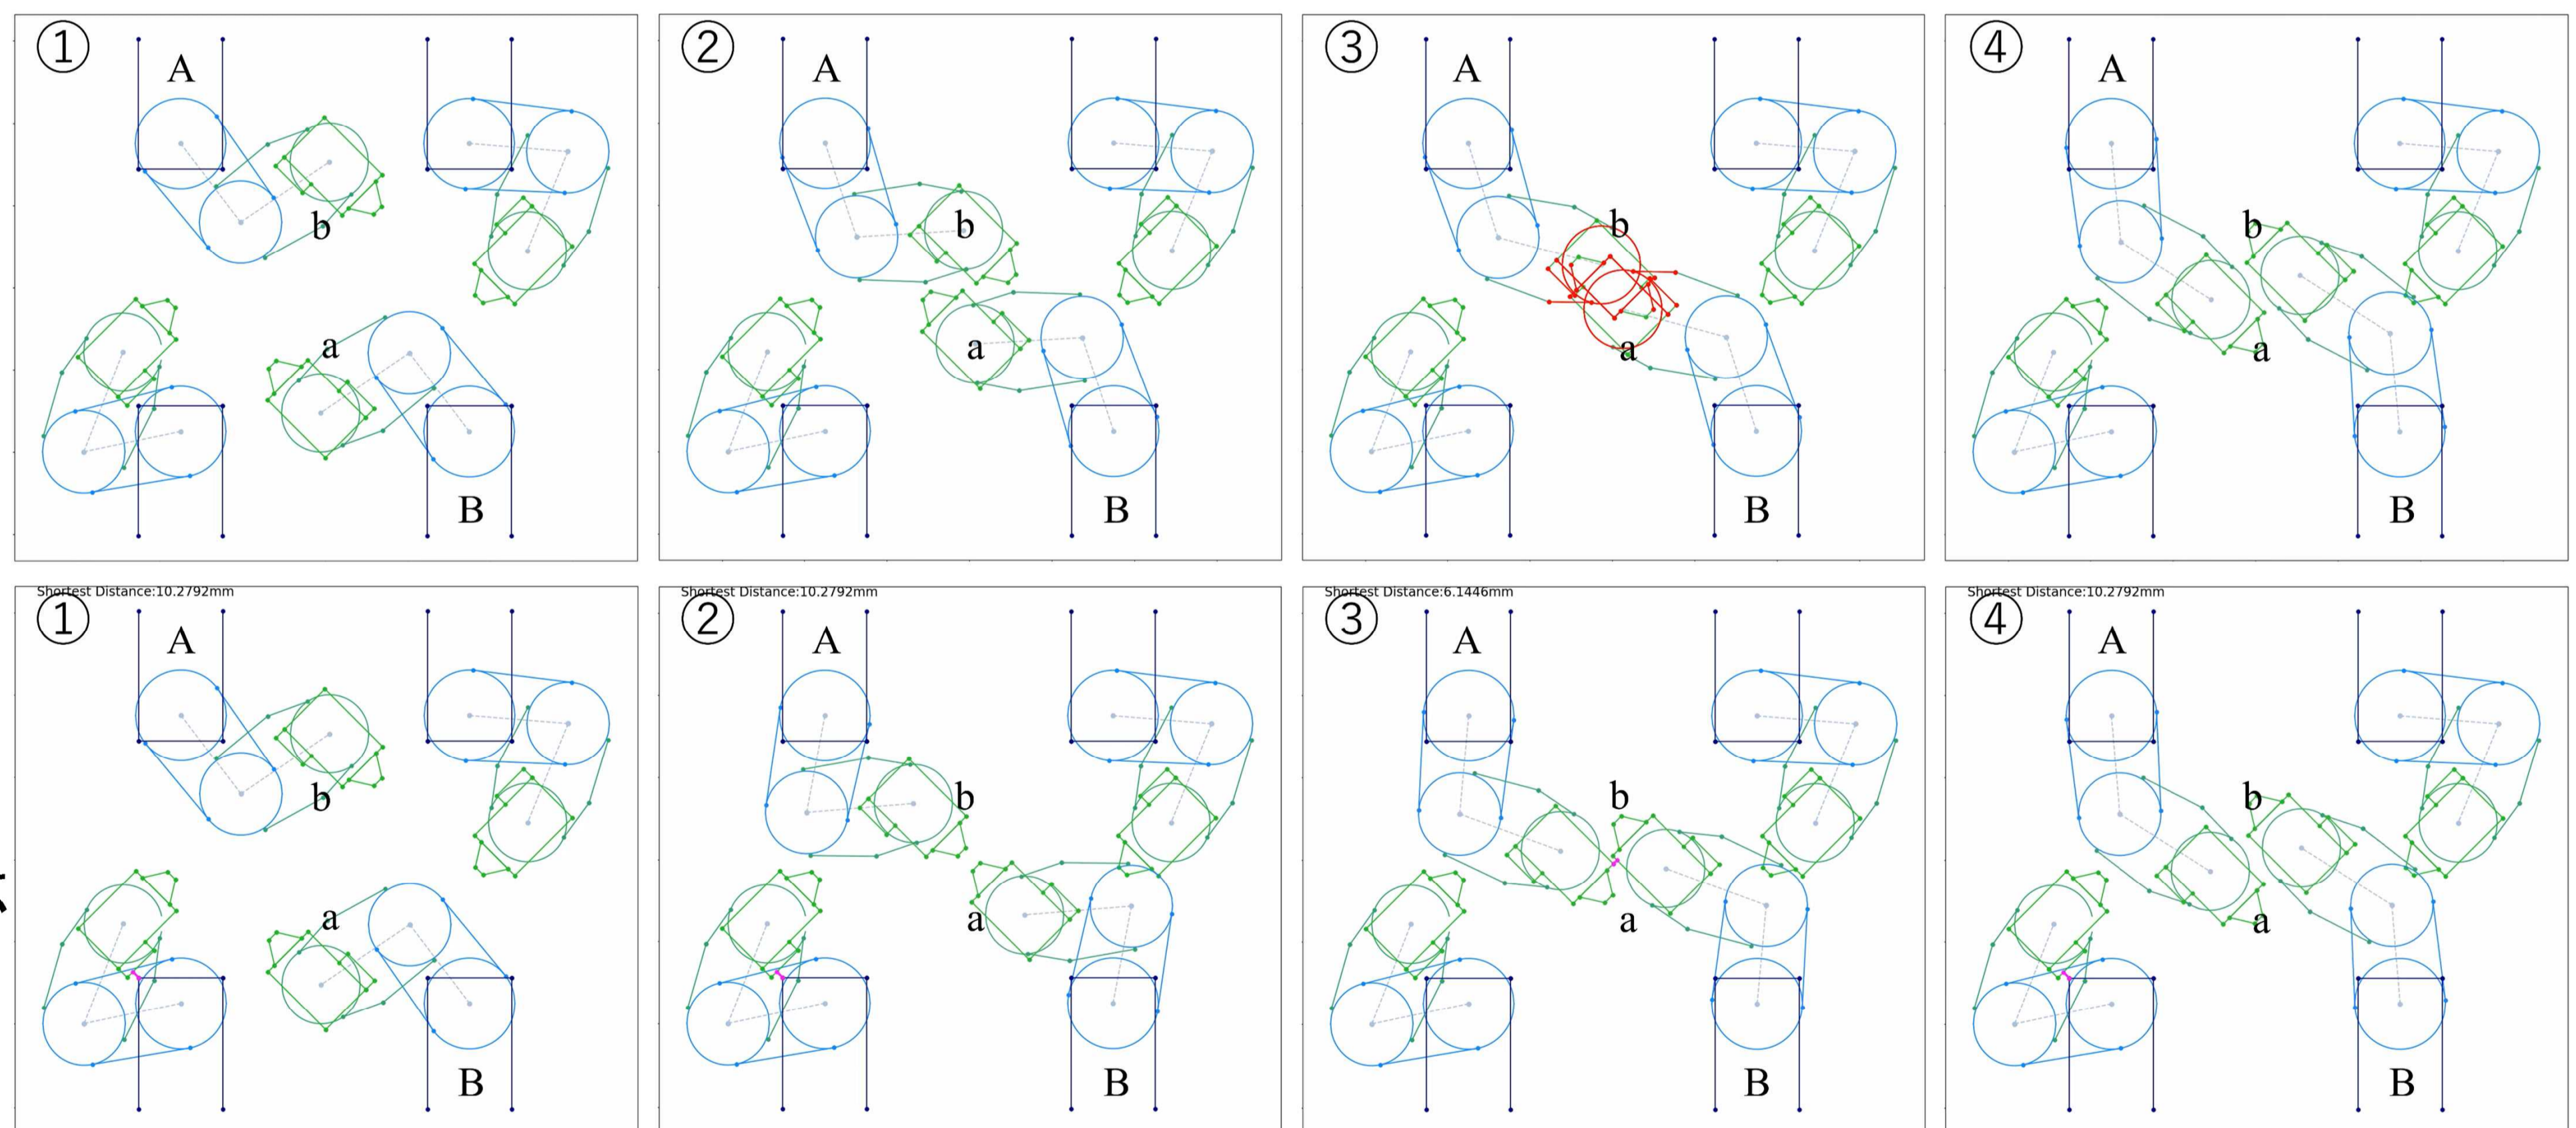 ① ② ③ ④
A A A A
b b b b
a a a a
B B B B
Shortest Distance:10.2792mm Shortest Distance:10.2792mm Shortest Distance:6.1446mm Shortest Distance:10.2792mm
① ② ③ ④
A A A A
b b b b
a a a a
B B B B